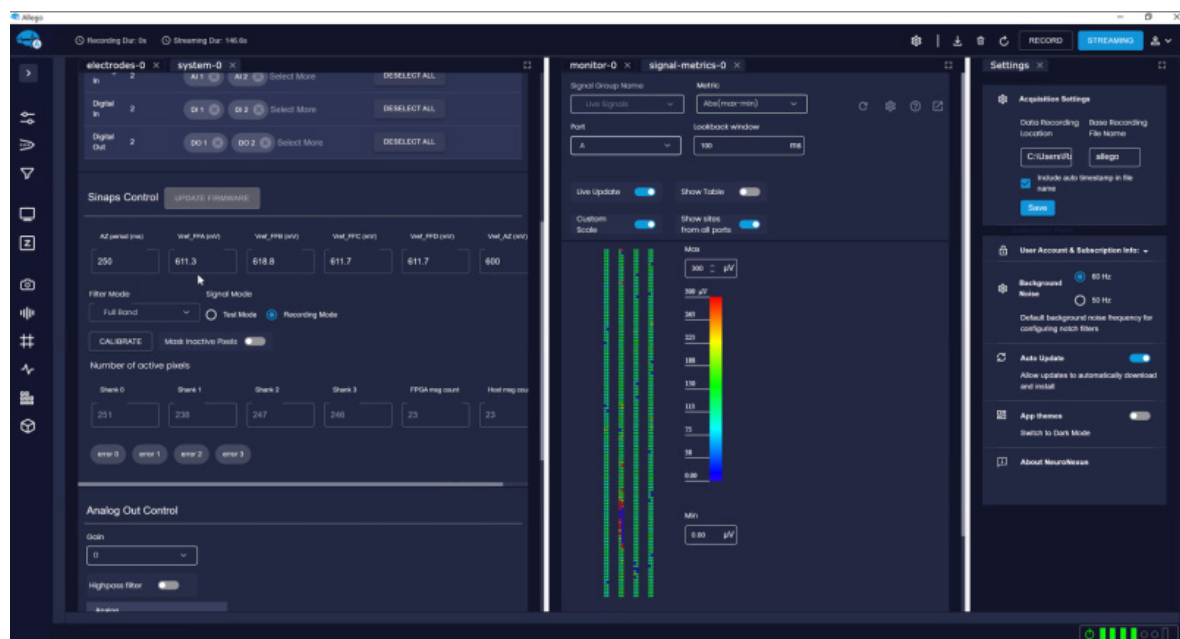 Allego
Recording Dur: 0s
Streaming Dur: 146.6s
RECORD
STREAMING
electrodes-0 ×
system-0 ×
In
2
AI 1
AI 2
Select More
DESELECT ALL
Digital In
2
DI 1
DI 2
Select More
DESELECT ALL
Digital Out
2
DO 1
DO 2
Select More
DESELECT ALL
Sinaps Control
UPDATE FIRMWARE
AZ period (ms)
Vref_FFA (mV)
Vref_FFB (mV)
Vref_FFC (mV)
Vref_FFD (mV)
Vref_AZ (mV)
250
611.3
618.8
611.7
611.7
600
Filter Mode
Signal Mode
Full Band
Test Mode
Recording Mode
CALIBRATE
Mask Inactive Pixels
Number of active pixels
Shank 0
Shank 1
Shank 2
Shank 3
FPGA msg count
Host msg cou
251
238
247
246
23
23
error 0
error 1
error 2
error 3
Analog Out Control
Gain
0
Highpass filter
Analog
monitor-0 ×
signal-metrics-0 ×
Signal Group Name
Metric
Live Signals
Abs(max-min)
Port
Lookback window
A
100
ms
Live Update
Show Table
Custom Scale
Show sites from all ports
Max
300
µV
300 µV
263
225
188
150
113
75
38
0.00
Min
0.00
µV
Settings ×
Acquisition Settings
Data Recording Location
Base Recording File Name
C:\Users\R
allego
Include auto timestamp in file name
Save
User Account & Subscription Info:
Background Noise
60 Hz
50 Hz
Default background noise frequency for configuring notch filters
Auto Update
Allow updates to automatically download and install
App themes
Switch to Dark Mode
About NeuroNexus